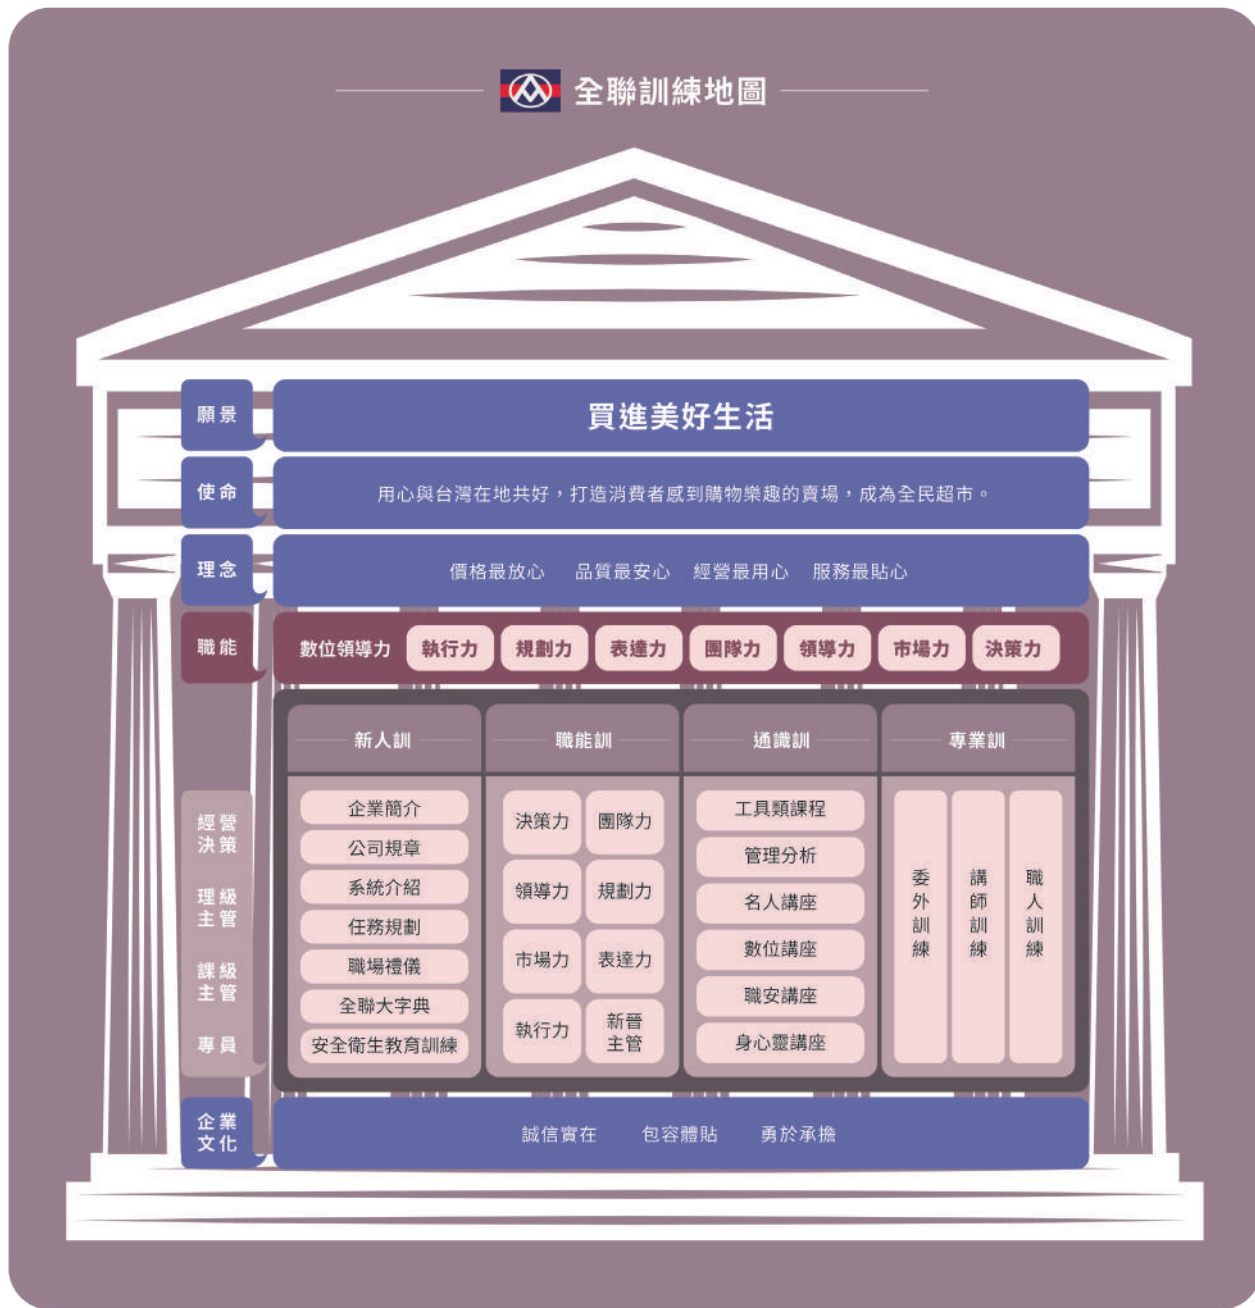 全聯訓練地圖
願景
買進美好生活
使命
用心與台灣在地共好，打造消費者感到購物樂趣的賣場，成為全民超市。
理念
價格最放心 品質最安心 經營最用心 服務最貼心
職能
數位領導力 執行力 規劃力 表達力 團隊力 領導力 市場力 決策力
經營
決策
理級
主管
課級
主管
專員
新人訓
企業簡介
公司規章
系統介紹
任務規劃
職場禮儀
全聯大字典
安全衛生教育訓練
職能訓
決策力 團隊力
領導力 規劃力
市場力 表達力
執行力 新晉
主管
通識訓
工具類課程
管理分析
名人講座
數位講座
職安講座
身心靈講座
專業訓
委外訓練
講師訓練
職人訓練
企業
文化
誠信實在 包容體貼 勇於承擔